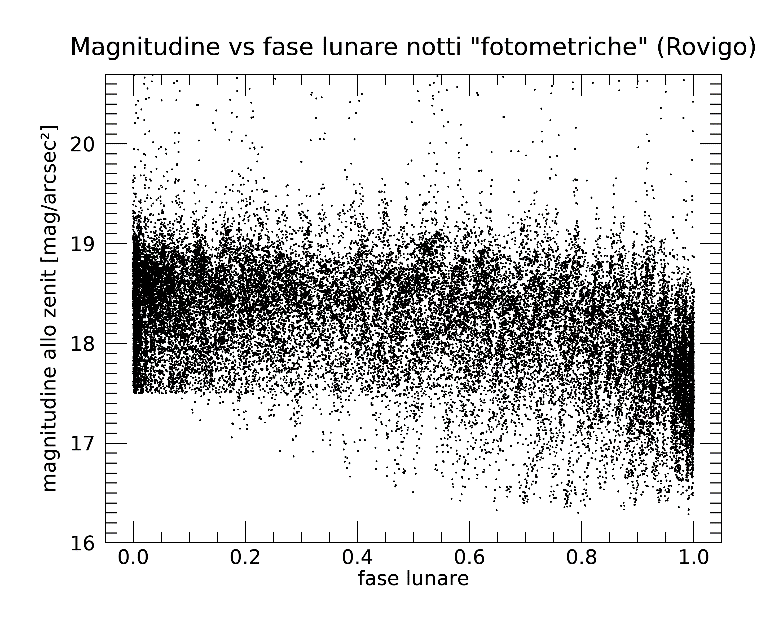 Magnitudine vs fase lunare notti "fotometriche" (Rovigo)
magnitudine allo zenit [mag/arcsec²]
20
19
18
17
16
0.0 0.2 0.4 0.6 0.8 1.0
fase lunare